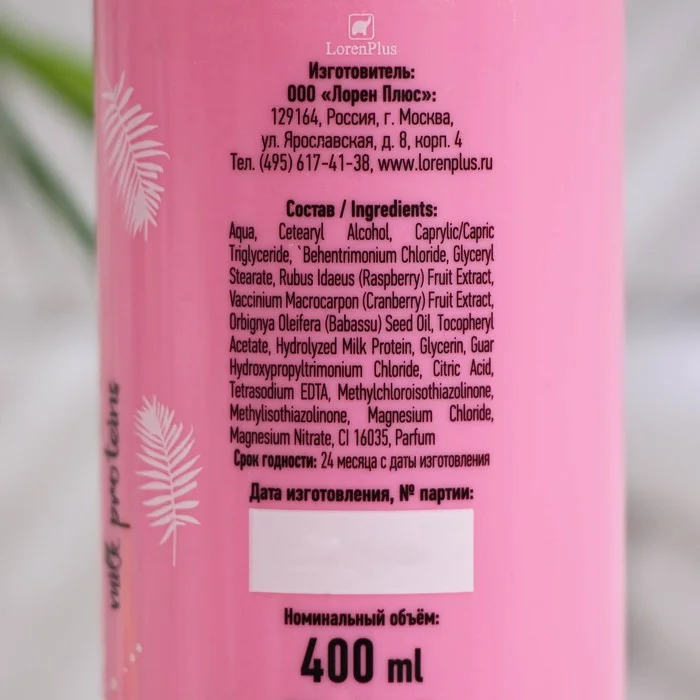 LorenPlus
Изготовитель:
ООО «Лорен Плюс»:
129164, Россия, г. Москва,
ул. Ярославская, д. 8, корп. 4
Тел. (495) 617-41-38, www.lorenplus.ru
Состав / Ingredients:
Aqua, Cetearyl Alcohol, Caprylic/Capric
Triglyceride, `Behentrimonium Chloride, Glyceryl
Stearate, Rubus Idaeus (Raspberry) Fruit Extract,
Vaccinium Macrocarpon (Cranberry) Fruit Extract,
Orbignya Oleifera (Babassu) Seed Oil, Tocopheryl
Acetate, Hydrolyzed Milk Protein, Glycerin, Guar
Hydroxypropyltrimonium Chloride, Citric Acid,
Tetrasodium EDTA, Methylchloroisothiazolinone,
Methylisothiazolinone, Magnesium Chloride,
Magnesium Nitrate, CI 16035, Parfum
Срок годности: 24 месяца с даты изготовления
Дата изготовления, № партии:
Номинальный объём:
400 ml
milk proteins